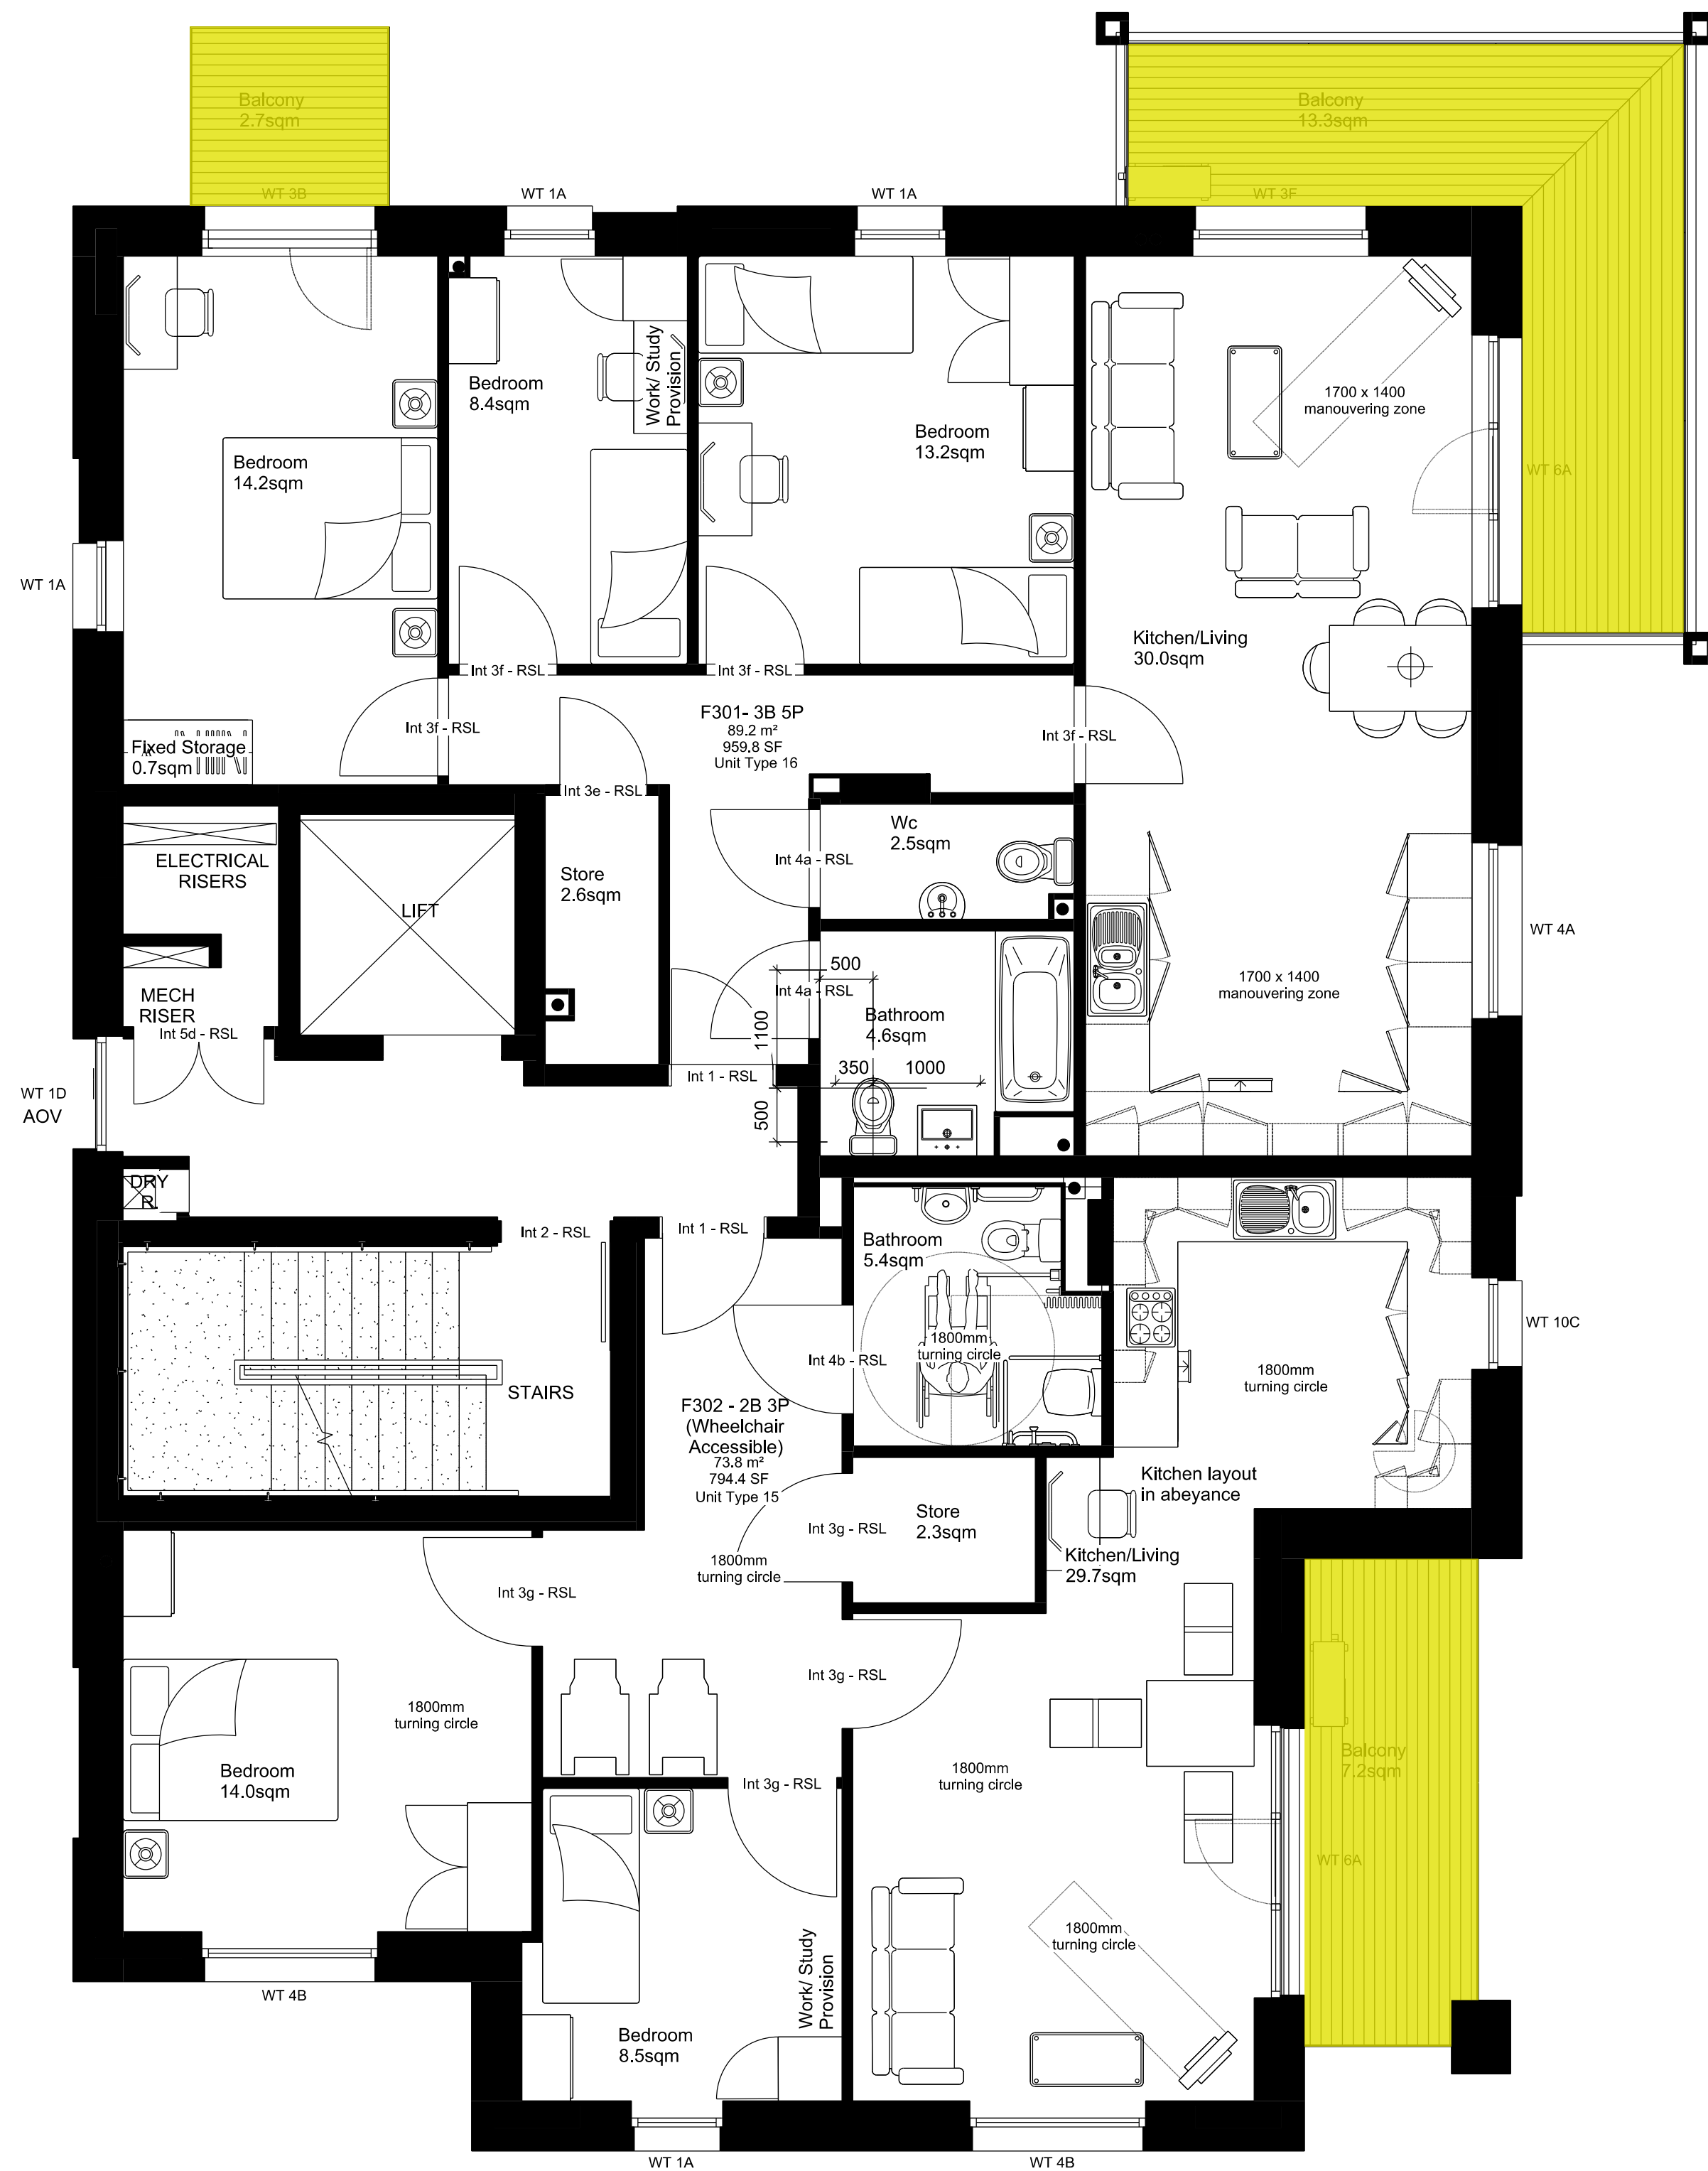 Balcony
2.7sqm
Balcony
13.3sqm
WT 3B
WT 1A
WT 1A
WT 3F
Bedroom
8.4sqm
Work/ Study
Provision
1700 x 1400
manouvering zone
Bedroom
13.2sqm
Bedroom
14.2sqm
WT 6A
WT 1A
Kitchen/Living
30.0sqm
Int 3f - RSL
Int 3f - RSL
Int 3f - RSL
Int 3f - RSL
F301- 3B 5P
89.2 m²
959.8 SF
Unit Type 16
Fixed Storage
0.7sqm
Int 3e - RSL
Wc
2.5sqm
Int 4a - RSL
ELECTRICAL
RISERS
Store
2.6sqm
LIFT
WT 4A
500
Int 4a - RSL
1700 x 1400
manouvering zone
MECH
RISER
Int 5d - RSL
Bathroom
4.6sqm
1100
350
1000
Int 1 - RSL
500
WT 1D
AOV
DRY
R.
Int 2 - RSL
Int 1 - RSL
Bathroom
5.4sqm
WT 10C
1800mm
turning circle
Int 4b - RSL
1800mm
turning circle
STAIRS
F302 - 2B 3P
(Wheelchair
Accessible)
73.8 m²
794.4 SF
Unit Type 15
Kitchen layout
in abeyance
Store
2.3sqm
Int 3g - RSL
Kitchen/Living
29.7sqm
1800mm
turning circle
Int 3g - RSL
Int 3g - RSL
1800mm
turning circle
Bedroom
14.0sqm
1800mm
turning circle
Int 3g - RSL
Balcony
7.2sqm
WT 6A
1800mm
turning circle
Work/ Study
Provision
WT 4B
Bedroom
8.5sqm
WT 1A
WT 4B